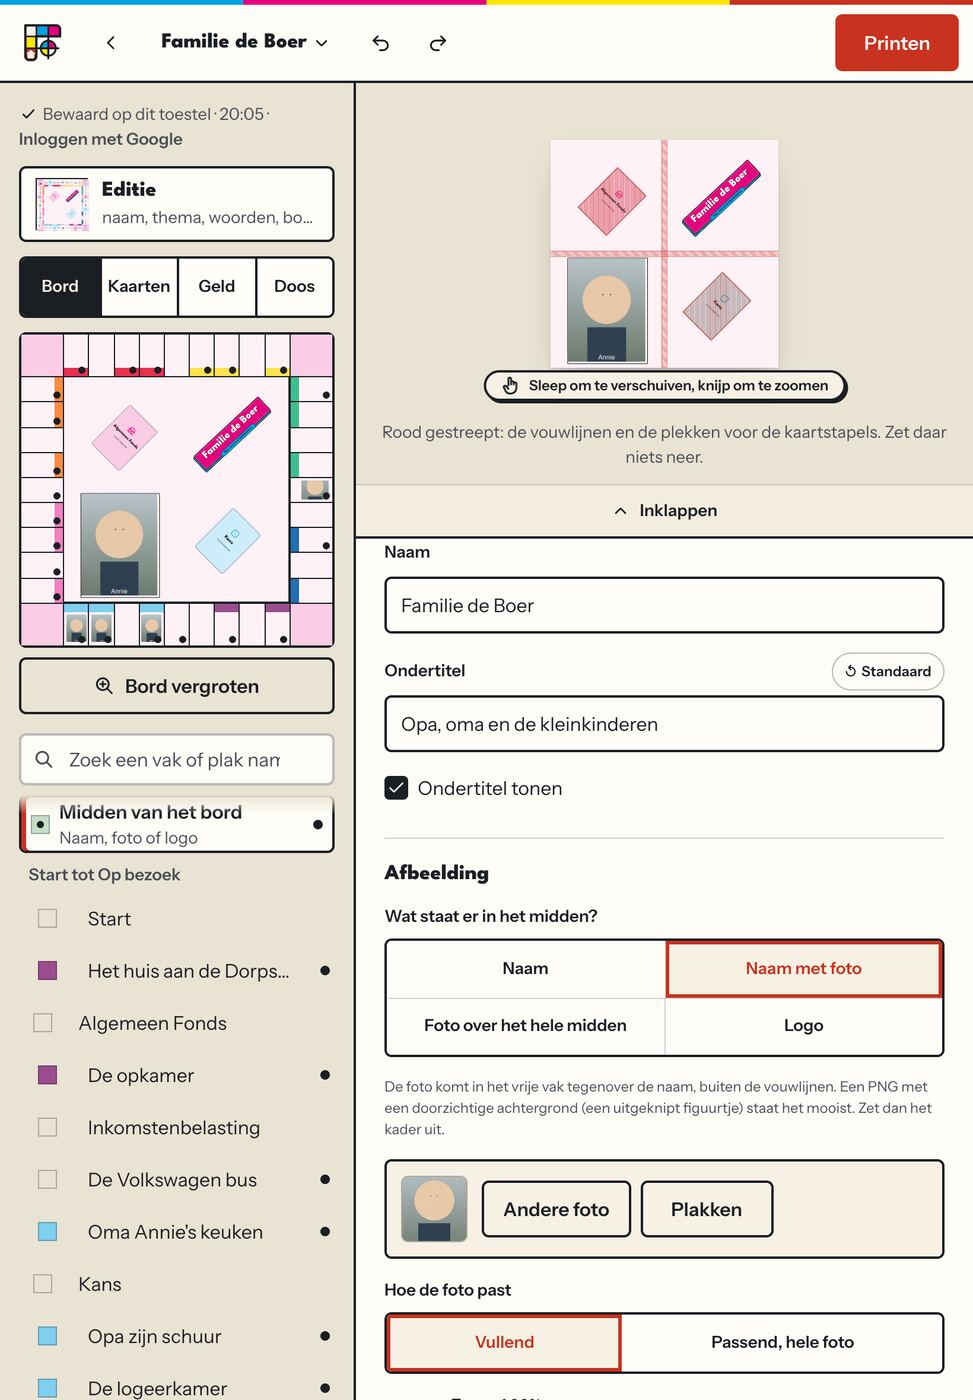 Familie de Boer
Printen
Bewaard op dit toestel · 20:05 ·
Inloggen met Google
Editie
naam, thema, woorden, bo...
Bord
Kaarten
Geld
Doos
Algemeen Fonds
Familie de Boer
Annie
Kans
Bord vergroten
Zoek een vak of plak nam
Midden van het bord
Naam, foto of logo
Start tot Op bezoek
Start
Het huis aan de Dorps...
Algemeen Fonds
De opkamer
Inkomstenbelasting
De Volkswagen bus
Oma Annie's keuken
Kans
Opa zijn schuur
De logeerkamer
Algemeen Fonds
Familie de Boer
Annie
Kans
Sleep om te verschuiven, knijp om te zoomen
Rood gestreept: de vouwlijnen en de plekken voor de kaartstapels. Zet daar
niets neer.
Inklappen
Naam
Familie de Boer
Ondertitel
Standaard
Opa, oma en de kleinkinderen
Ondertitel tonen
Afbeelding
Wat staat er in het midden?
Naam
Naam met foto
Foto over het hele midden
Logo
De foto komt in het vrije vak tegenover de naam, buiten de vouwlijnen. Een PNG met
een doorzichtige achtergrond (een uitgeknipt figuurtje) staat het mooist. Zet dan het
kader uit.
Andere foto
Plakken
Hoe de foto past
Vullend
Passend, hele foto